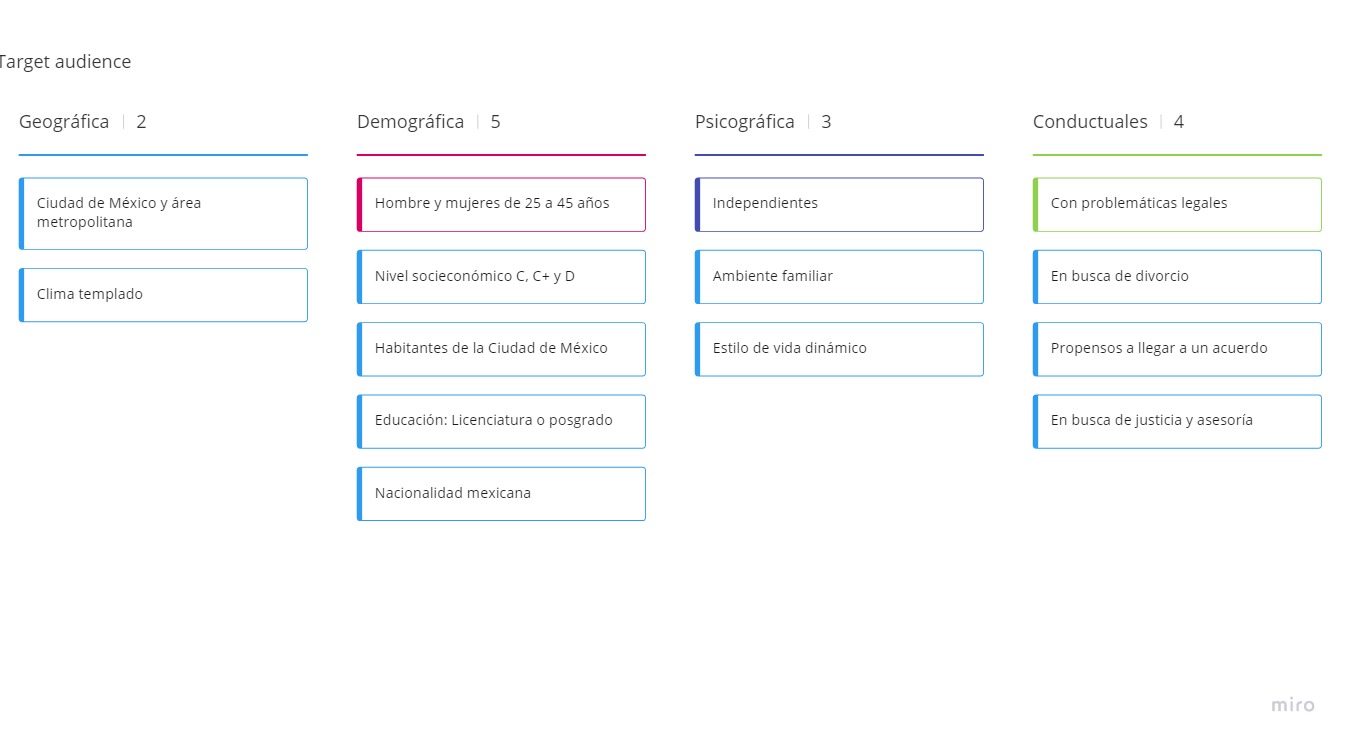 Target audience
Geográfica | 2
Ciudad de México y área
metropolitana
Clima templado
Demográfica | 5
Hombre y mujeres de 25 a 45 años
Nivel socieconómico C, C+ y D
Habitantes de la Ciudad de México
Educación: Licenciatura o posgrado
Nacionalidad mexicana
Psicográfica | 3
Independientes
Ambiente familiar
Estilo de vida dinámico
Conductuales | 4
Con problemáticas legales
En busca de divorcio
Propensos a llegar a un acuerdo
En busca de justicia y asesoría
miro